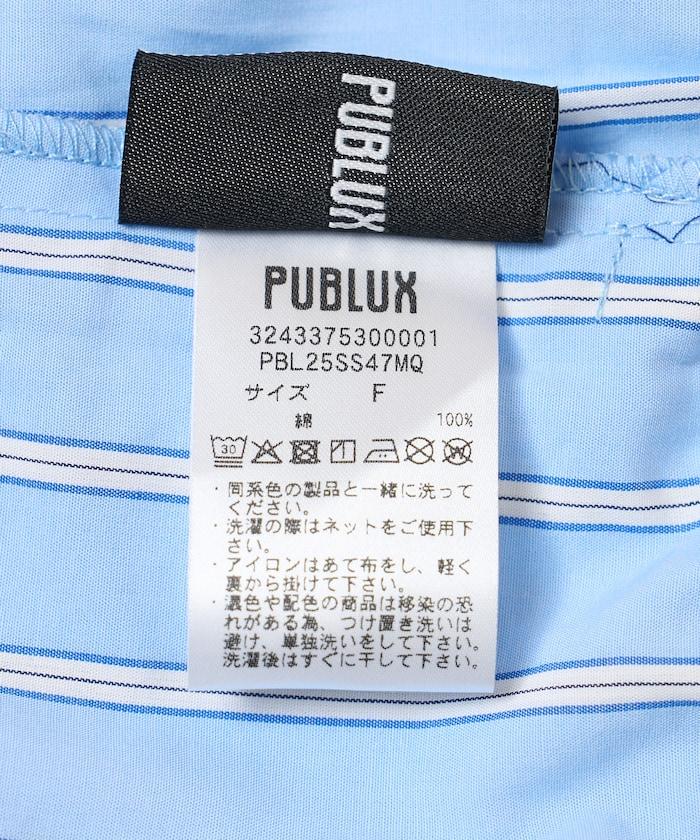 PUBLUX
PUBLUX
3243375300001
PBL25SS47MQ
サイズ F
綿 100%
30
・同系色の製品と一緒に洗って
ください。
・洗濯の際はネットをご使用下
さい。
・アイロンはあて布をし、軽く
裏から掛けて下さい。
・濃色や配色の商品は移染の恐
れがある為、つけ置き洗いは
避け、単独洗いをして下さい。
洗濯後はすぐに干して下さい。